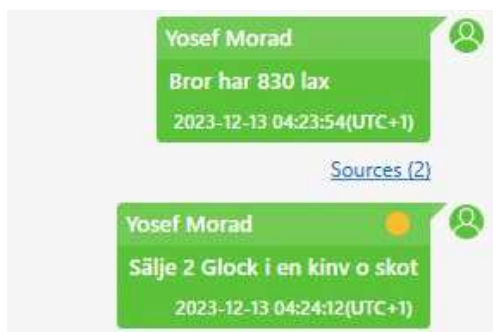 Yosef Morad
Bror har 830 lax
2023-12-13 04:23:54(UTC+1)
Sources (2)
Yosef Morad
Sälje 2 Glock i en kinv o skot
2023-12-13 04:24:12(UTC+1)